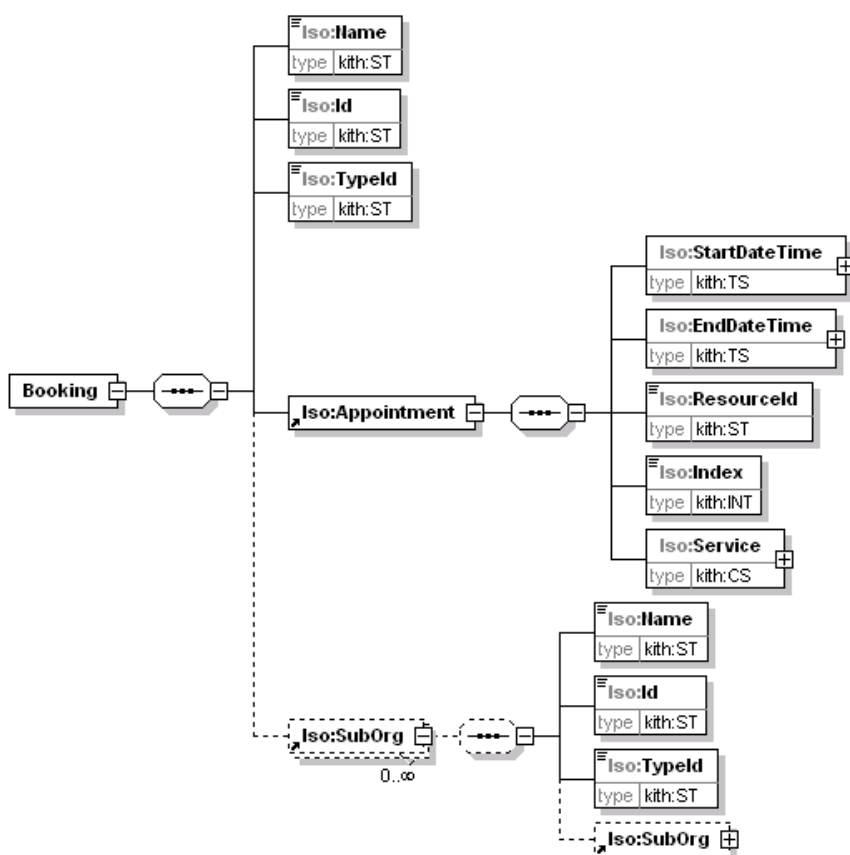 Iso:Name
type kith:ST
Iso:Id
type kith:ST
Iso:TypeId
type kith:ST
Iso:StartDateTime
type kith:TS
Iso:EndDateTime
type kith:TS
Booking
Iso:Appointment
Iso:ResourceId
type kith:ST
Iso:Index
type kith:INT
Iso:Service
type kith:CS
Iso:Name
type kith:ST
Iso:Id
type kith:ST
Iso:SubOrg
0..∞
Iso:TypeId
type kith:ST
Iso:SubOrg